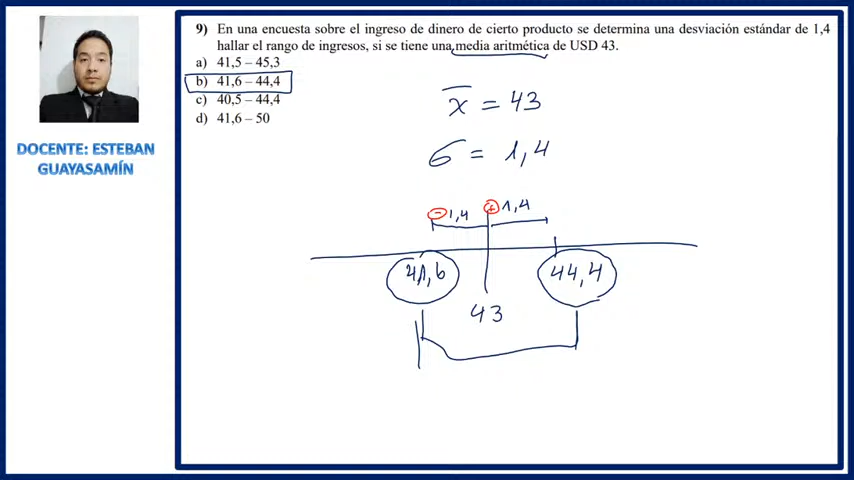 9) En una encuesta sobre el ingreso de dinero de cierto producto se determina una desviación estándar de 1,4
hallar el rango de ingresos, si se tiene una media aritmética de USD 43.
a) 41,5 – 45,3
b) 41,6 – 44,4
c) 40,5 – 44,4
d) 41,6 – 50
DOCENTE: ESTEBAN
GUAYASAMÍN
x̅ = 43
σ = 1,4
- 1,4 + 1,4
41,6 44,4
43